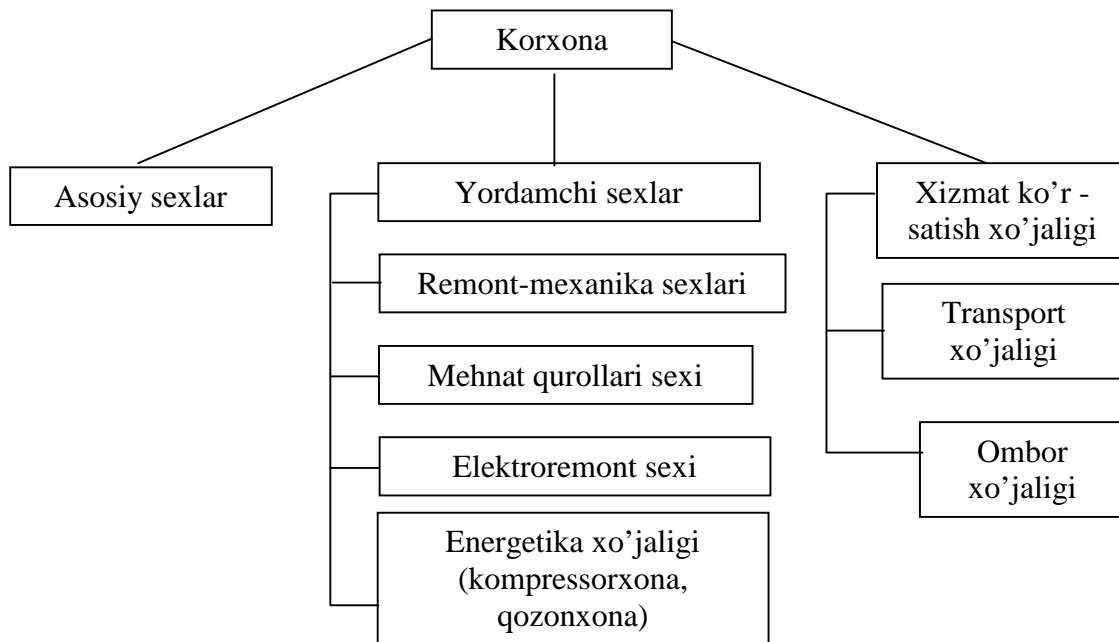 Korxona
Asosiy sexlar
Yordamchi sexlar
Remont-mexanika sexlari
Mehnat qurollari sexi
Elektroremont sexi
Energetika xo’jaligi
(kompressorxona,
qozonxona)
Xizmat ko’r -
satish xo’jaligi
Transport
xo’jaligi
Ombor
xo’jaligi